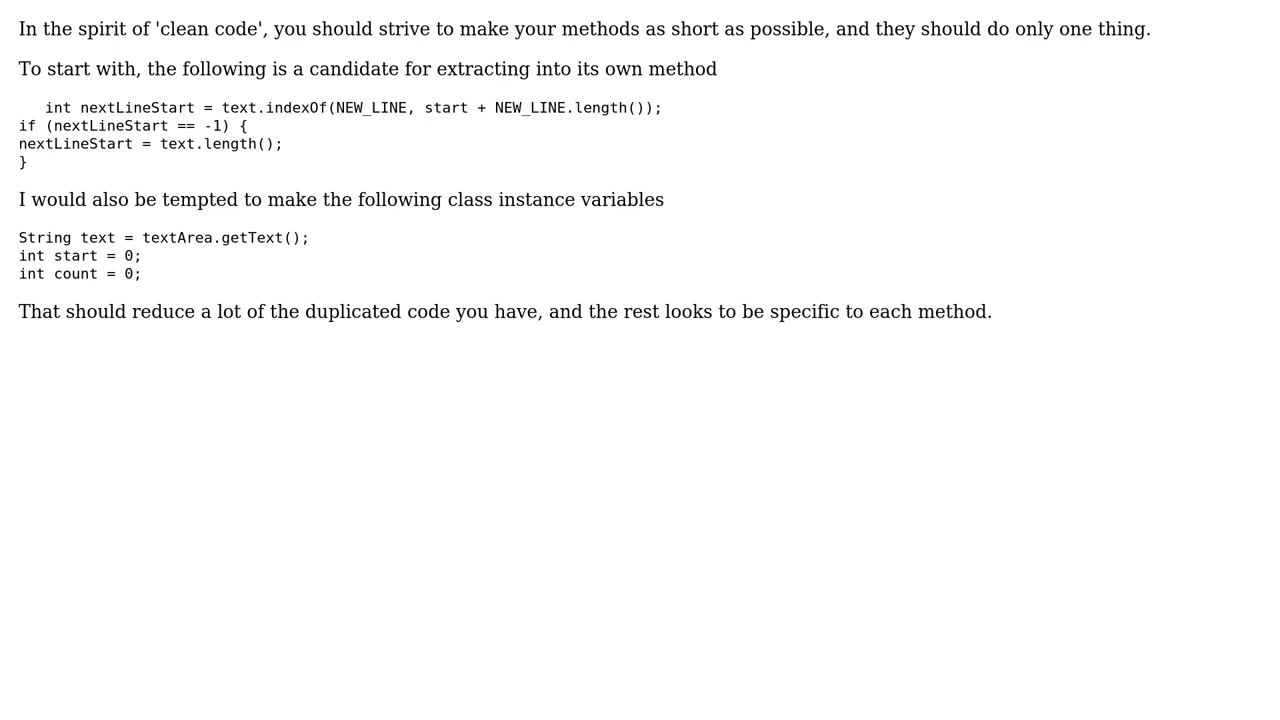 In the spirit of 'clean code', you should strive to make your methods as short as possible, and they should do only one thing.
To start with, the following is a candidate for extracting into its own method
   int nextLineStart = text.indexOf(NEW_LINE, start + NEW_LINE.length());
if (nextLineStart == -1) {
nextLineStart = text.length();
}
I would also be tempted to make the following class instance variables
String text = textArea.getText();
int start = 0;
int count = 0;
That should reduce a lot of the duplicated code you have, and the rest looks to be specific to each method.